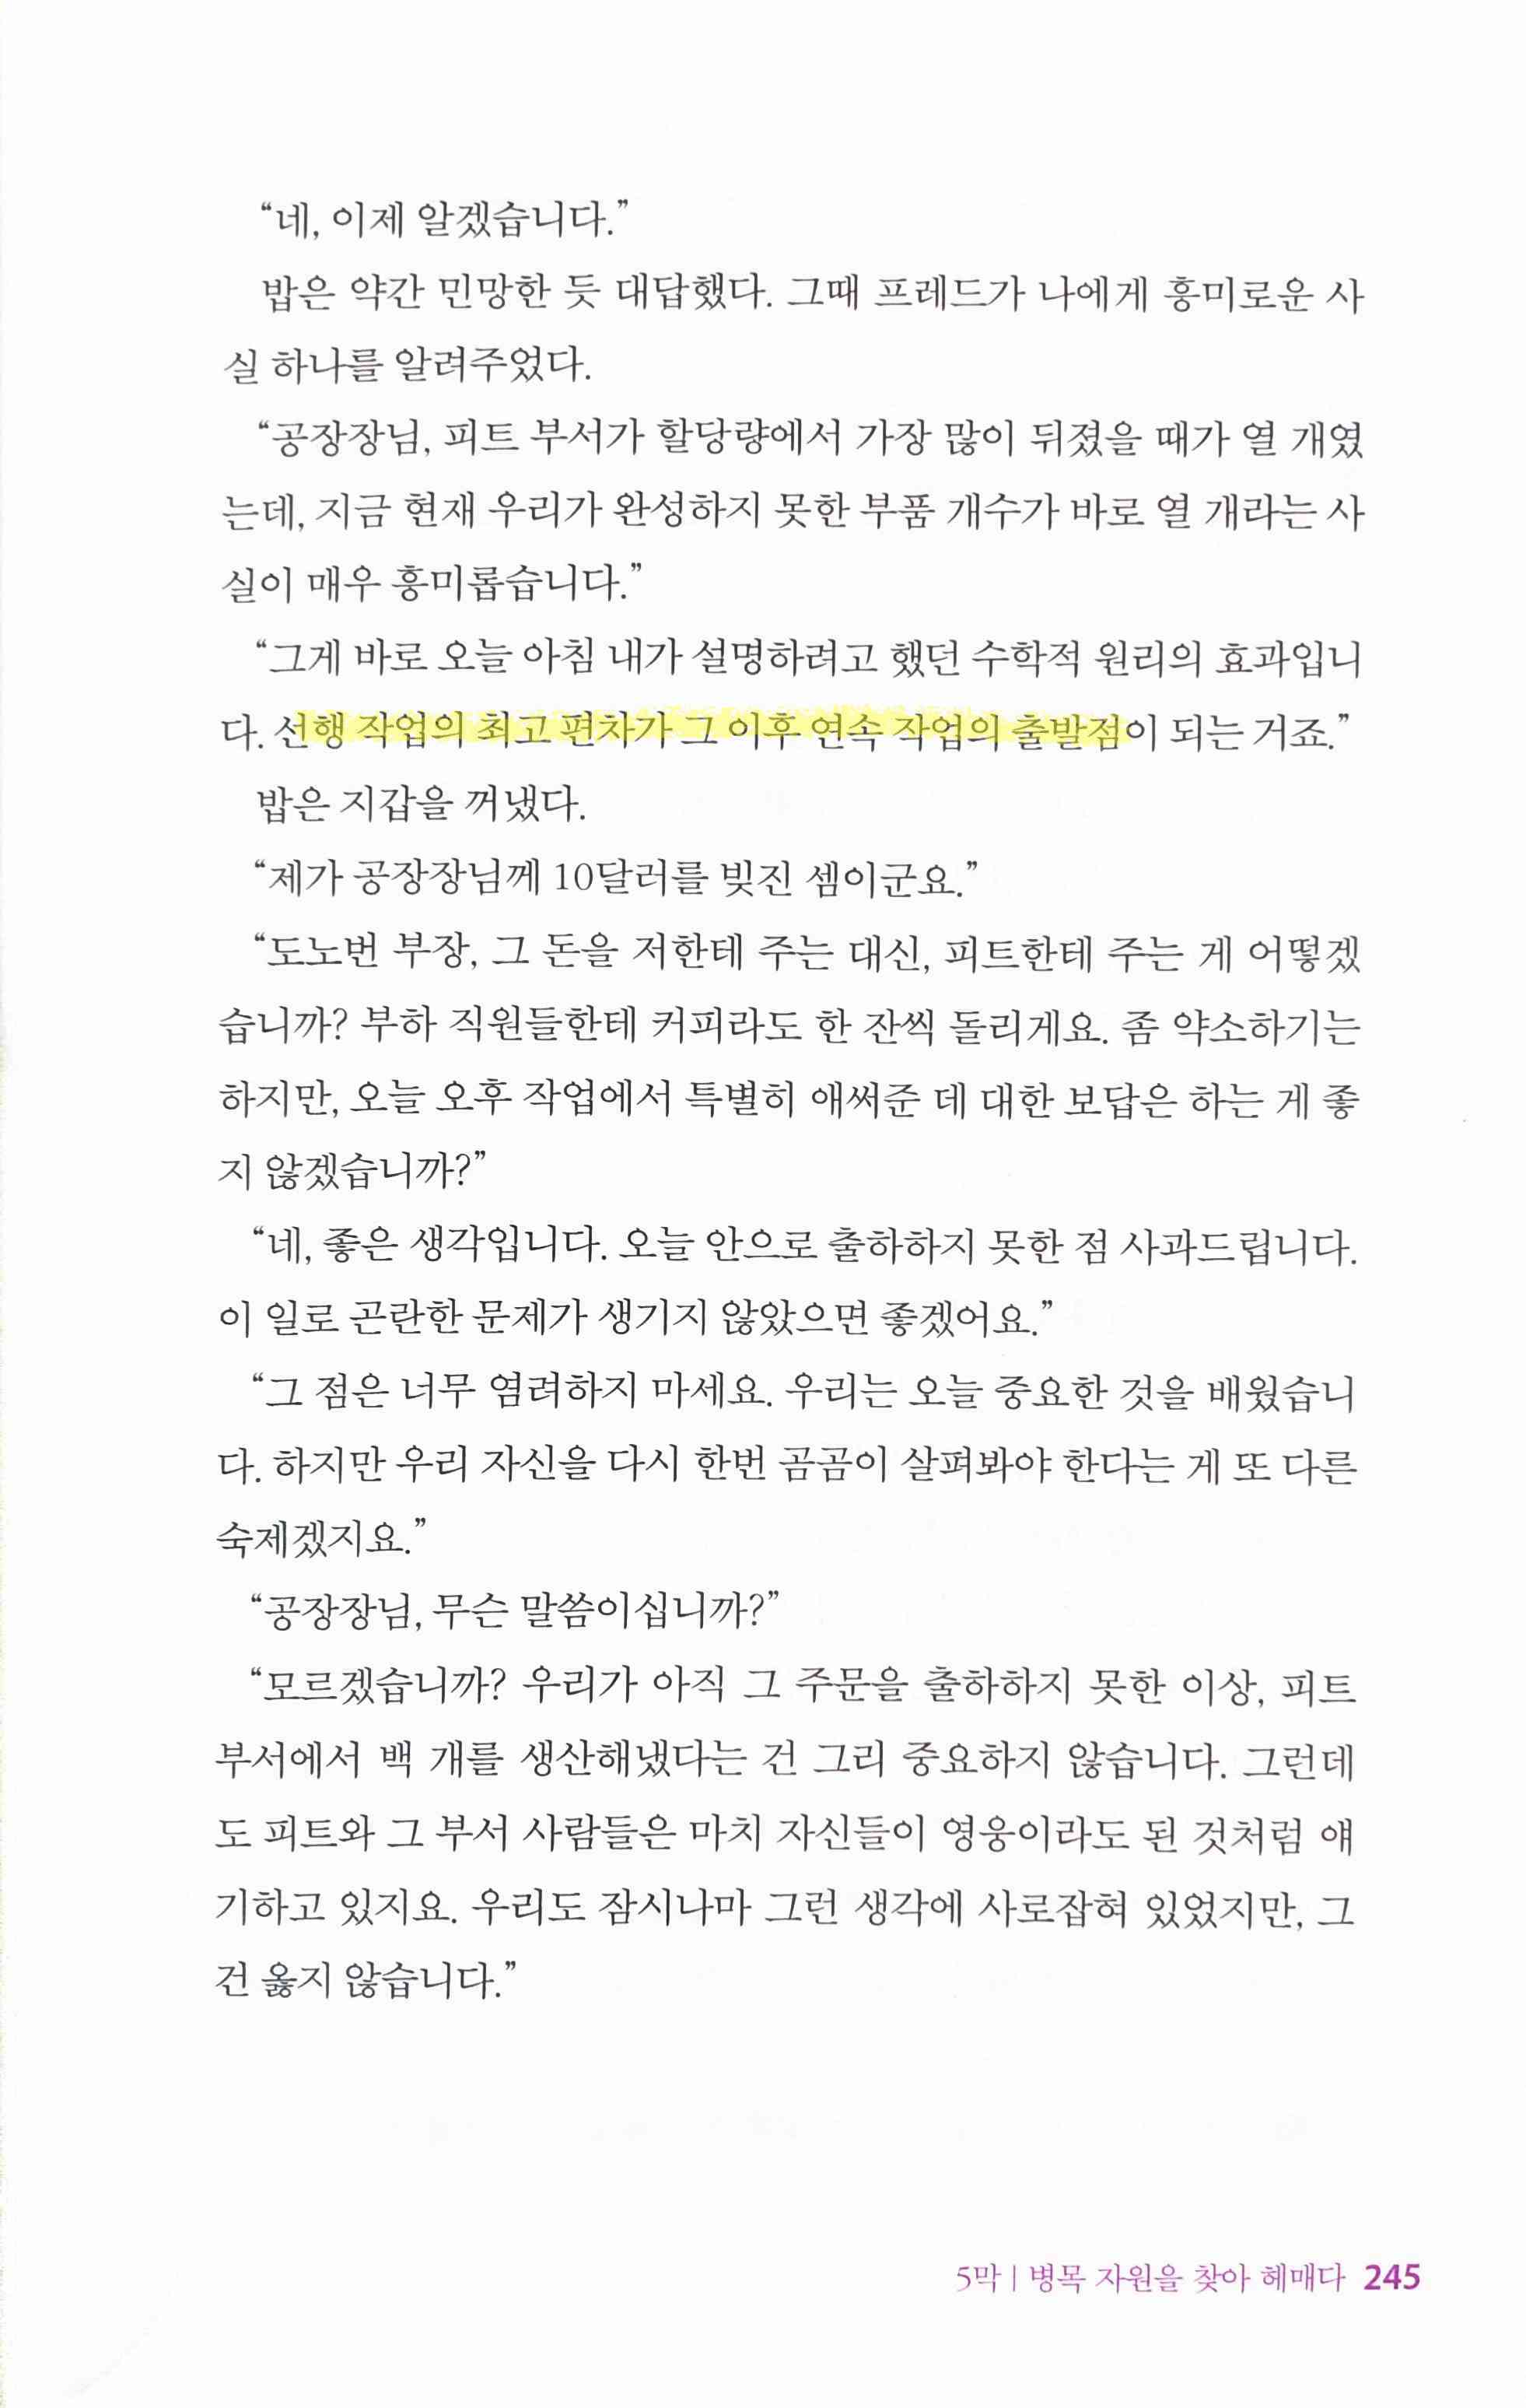 “네, 이제 알겠습니다.”
밥은 약간 민망한 듯 대답했다. 그때 프레드가 나에게 흥미로운 사
실 하나를 알려주었다.
“공장장님, 피트 부서가 할당량에서 가장 많이 뒤졌을 때가 열 개였
는데, 지금 현재 우리가 완성하지 못한 부품 개수가 바로 열 개라는 사
실이 매우 흥미롭습니다.”
“그게 바로 오늘 아침 내가 설명하려고 했던 수학적 원리의 효과입니
다. 선행 작업의 최고 편차가 그 이후 연속 작업의 출발점이 되는 거죠.”
밥은 지갑을 꺼냈다.
“제가 공장장님께 10달러를 빚진 셈이군요.”
“도노번 부장, 그 돈을 저한테 주는 대신, 피트한테 주는 게 어떻겠
습니까? 부하 직원들한테 커피라도 한 잔씩 돌리게요. 좀 약소하기는
하지만, 오늘 오후 작업에서 특별히 애써준 데 대한 보답은 하는 게 좋
지 않겠습니까?”
“네, 좋은 생각입니다. 오늘 안으로 출하하지 못한 점 사과드립니다.
이 일로 곤란한 문제가 생기지 않았으면 좋겠어요.”
“그 점은 너무 염려하지 마세요. 우리는 오늘 중요한 것을 배웠습니
다. 하지만 우리 자신을 다시 한번 곰곰이 살펴봐야 한다는 게 또 다른
숙제겠지요.”
“공장장님, 무슨 말씀이십니까?”
“모르겠습니까? 우리가 아직 그 주문을 출하하지 못한 이상, 피트
부서에서 백 개를 생산해냈다는 건 그리 중요하지 않습니다. 그런데
도 피트와 그 부서 사람들은 마치 자신들이 영웅이라도 된 것처럼 얘
기하고 있지요. 우리도 잠시나마 그런 생각에 사로잡혀 있었지만, 그
건 옳지 않습니다.”
5막 | 병목 자원을 찾아 헤매다 245